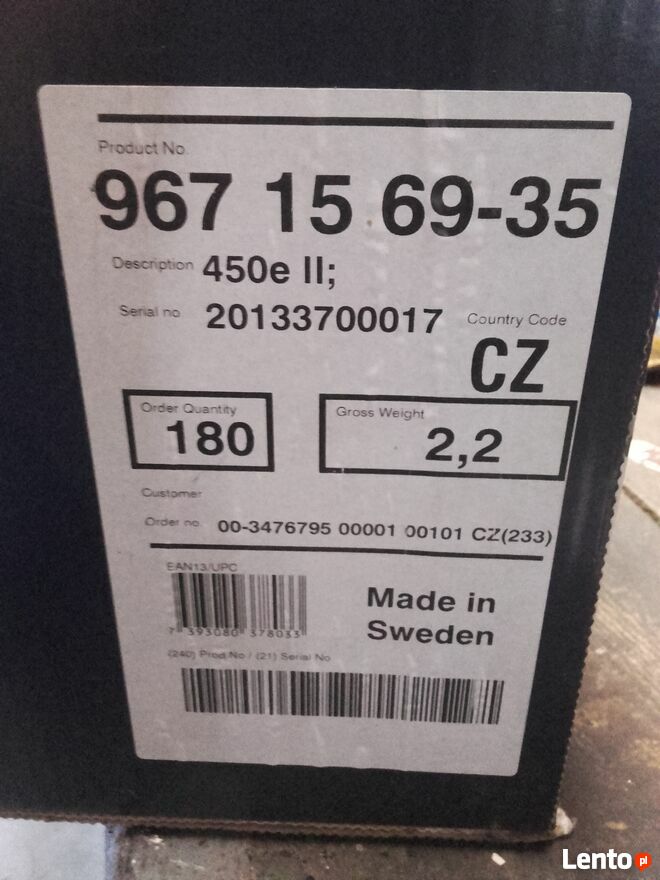 Product No.
967 15 69-35
Description 450e II;
Serial no 20133700017
Country Code
CZ
Order Quantity
180
Gross Weight
2,2
Customer
Order no. 00-3476795 00001 00101 CZ(233)
EAN13/UPC
7 393080 378033
Made in
Sweden
(240) Prod No / (21) Serial No
Lento.pl